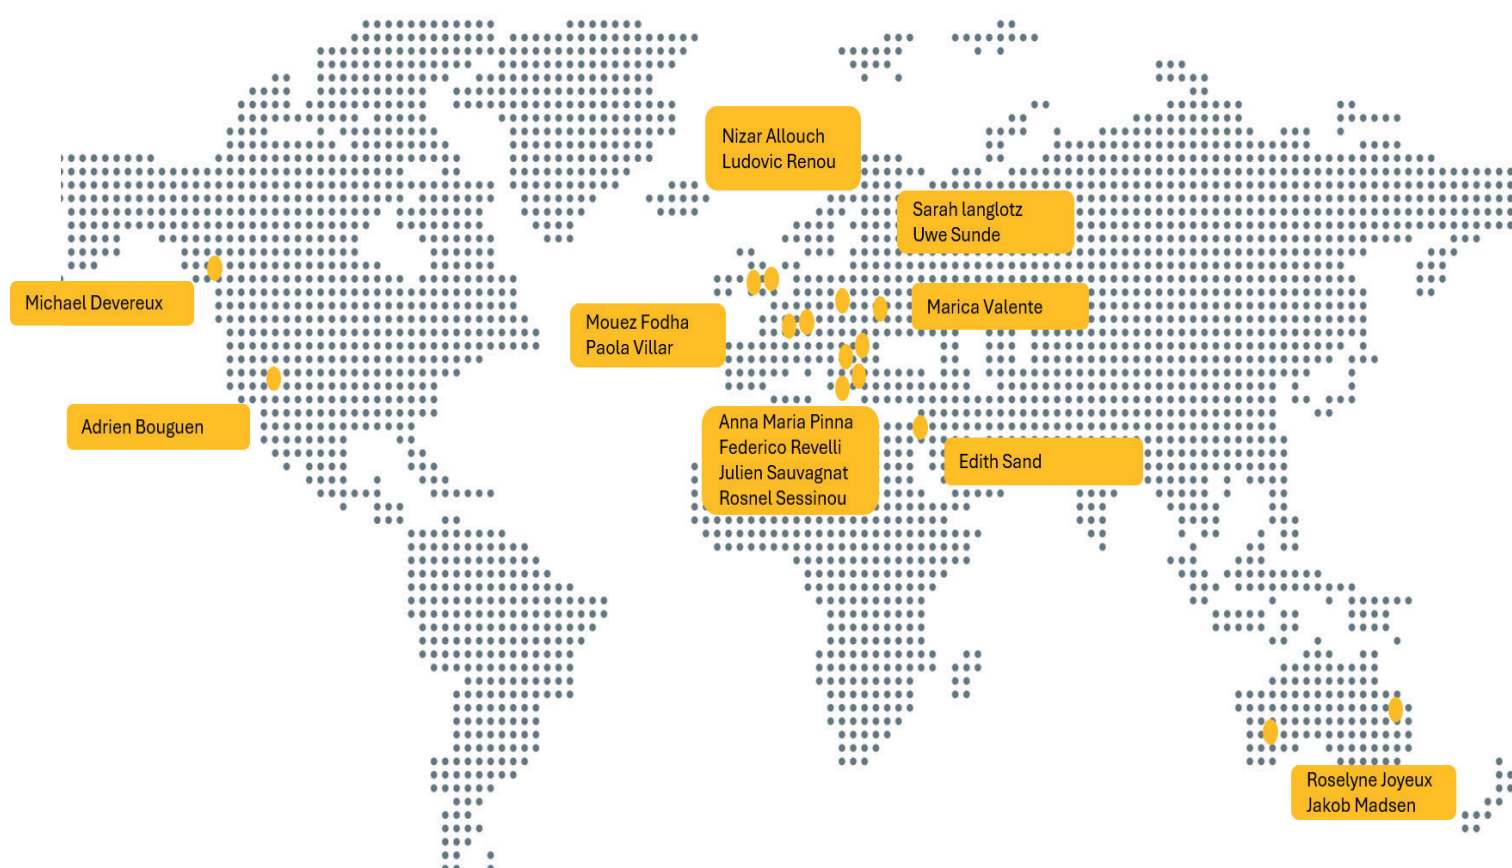 Nizar Allouch
Ludovic Renou
Sarah langlotz
Uwe Sunde
Michael Devereux
Mouez Fodha
Paola Villar
Marica Valente
Adrien Bouguen
Anna Maria Pinna
Federico Revelli
Julien Sauvagnat
Rosnel Sessinou
Edith Sand
Roselyne Joyeux
Jakob Madsen